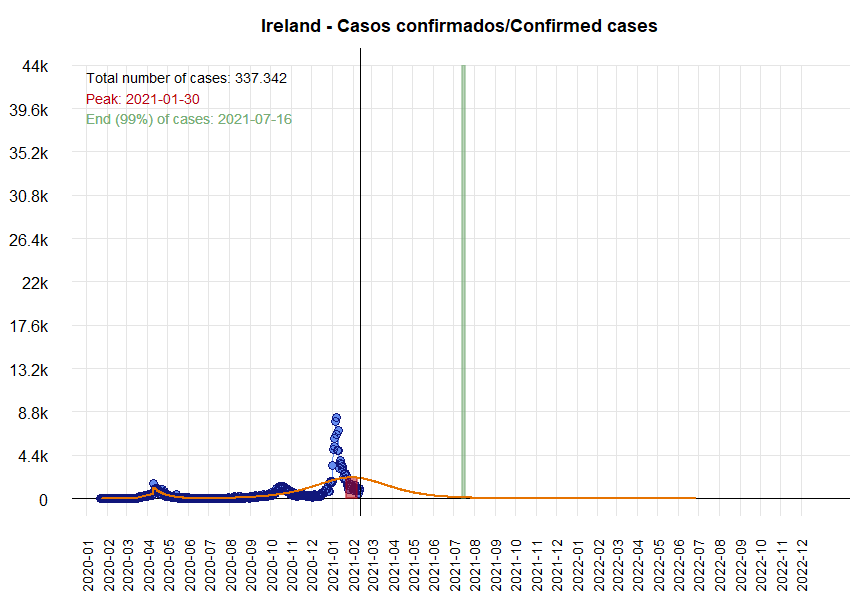 Ireland - Casos confirmados/Confirmed cases
44k
39.6k
35.2k
30.8k
26.4k
22k
17.6k
13.2k
8.8k
4.4k
0
Total number of cases: 337.342
Peak: 2021-01-30
End (99%) of cases: 2021-07-16
2020-01
2020-02
2020-03
2020-04
2020-05
2020-06
2020-07
2020-08
2020-09
2020-10
2020-11
2020-12
2021-01
2021-02
2021-03
2021-04
2021-05
2021-06
2021-07
2021-08
2021-09
2021-10
2021-11
2021-12
2022-01
2022-02
2022-03
2022-04
2022-05
2022-06
2022-07
2022-08
2022-09
2022-10
2022-11
2022-12